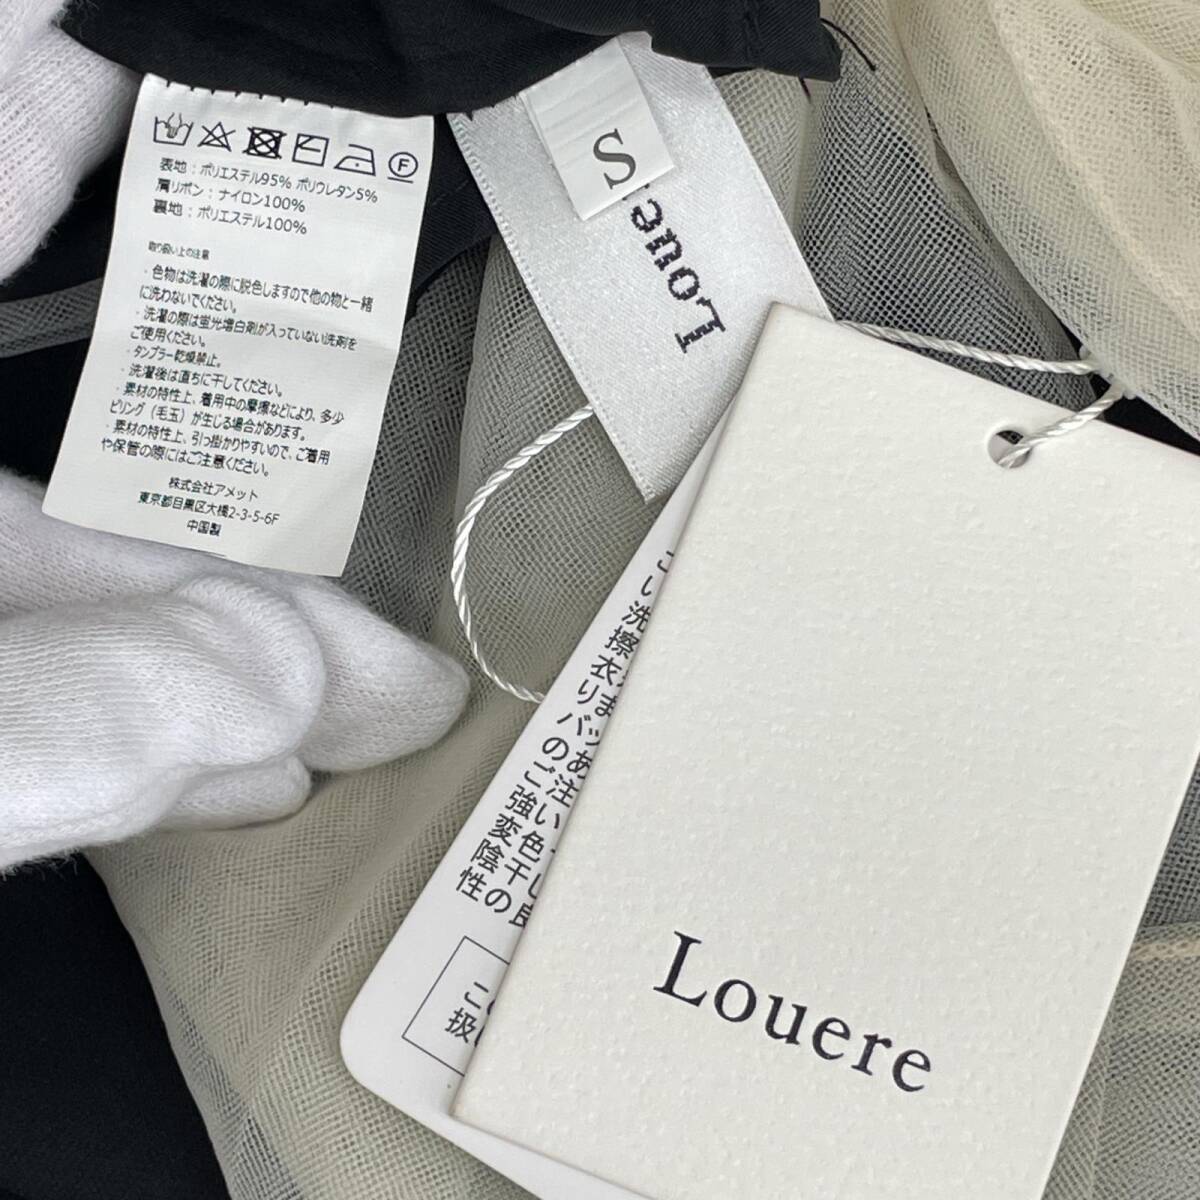 F
表地：ポリエステル95% ポリウレタン5%
肩リボン：ナイロン100%
裏地：ポリエステル100%
取り扱い上の注意
・色物は洗濯の際に脱色しますので他の物と一緒
に洗わないでください。
・洗濯の際は蛍光増白剤が入っていない洗剤を
ご使用ください。
・タンブラー乾燥禁止。
・洗濯後は直ちに干してください。
・素材の特性上、着用中の摩擦などにより、多少
ピリング（毛玉）が生じる場合があります。
・素材の特性上、引っ掛かりやすいので、ご着用
や保管の際にはご注意ください。
株式会社アメット
東京都目黒区大橋2-3-5-6F
中国製
S
Loue
Louere